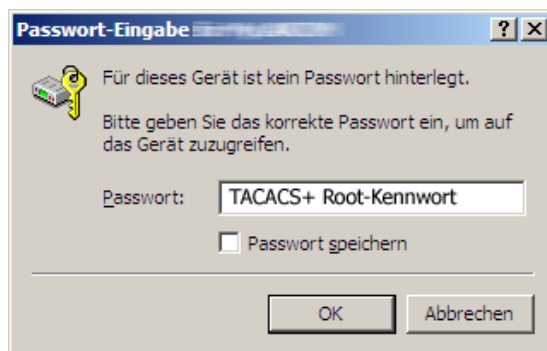 Passwort-Eingabe
Für dieses Gerät ist kein Passwort hinterlegt.
Bitte geben Sie das korrekte Passwort ein, um auf
das Gerät zuzugreifen.
Passwort: TACACS+ Root-Kennwort
Passwort speichern
OK Abbrechen